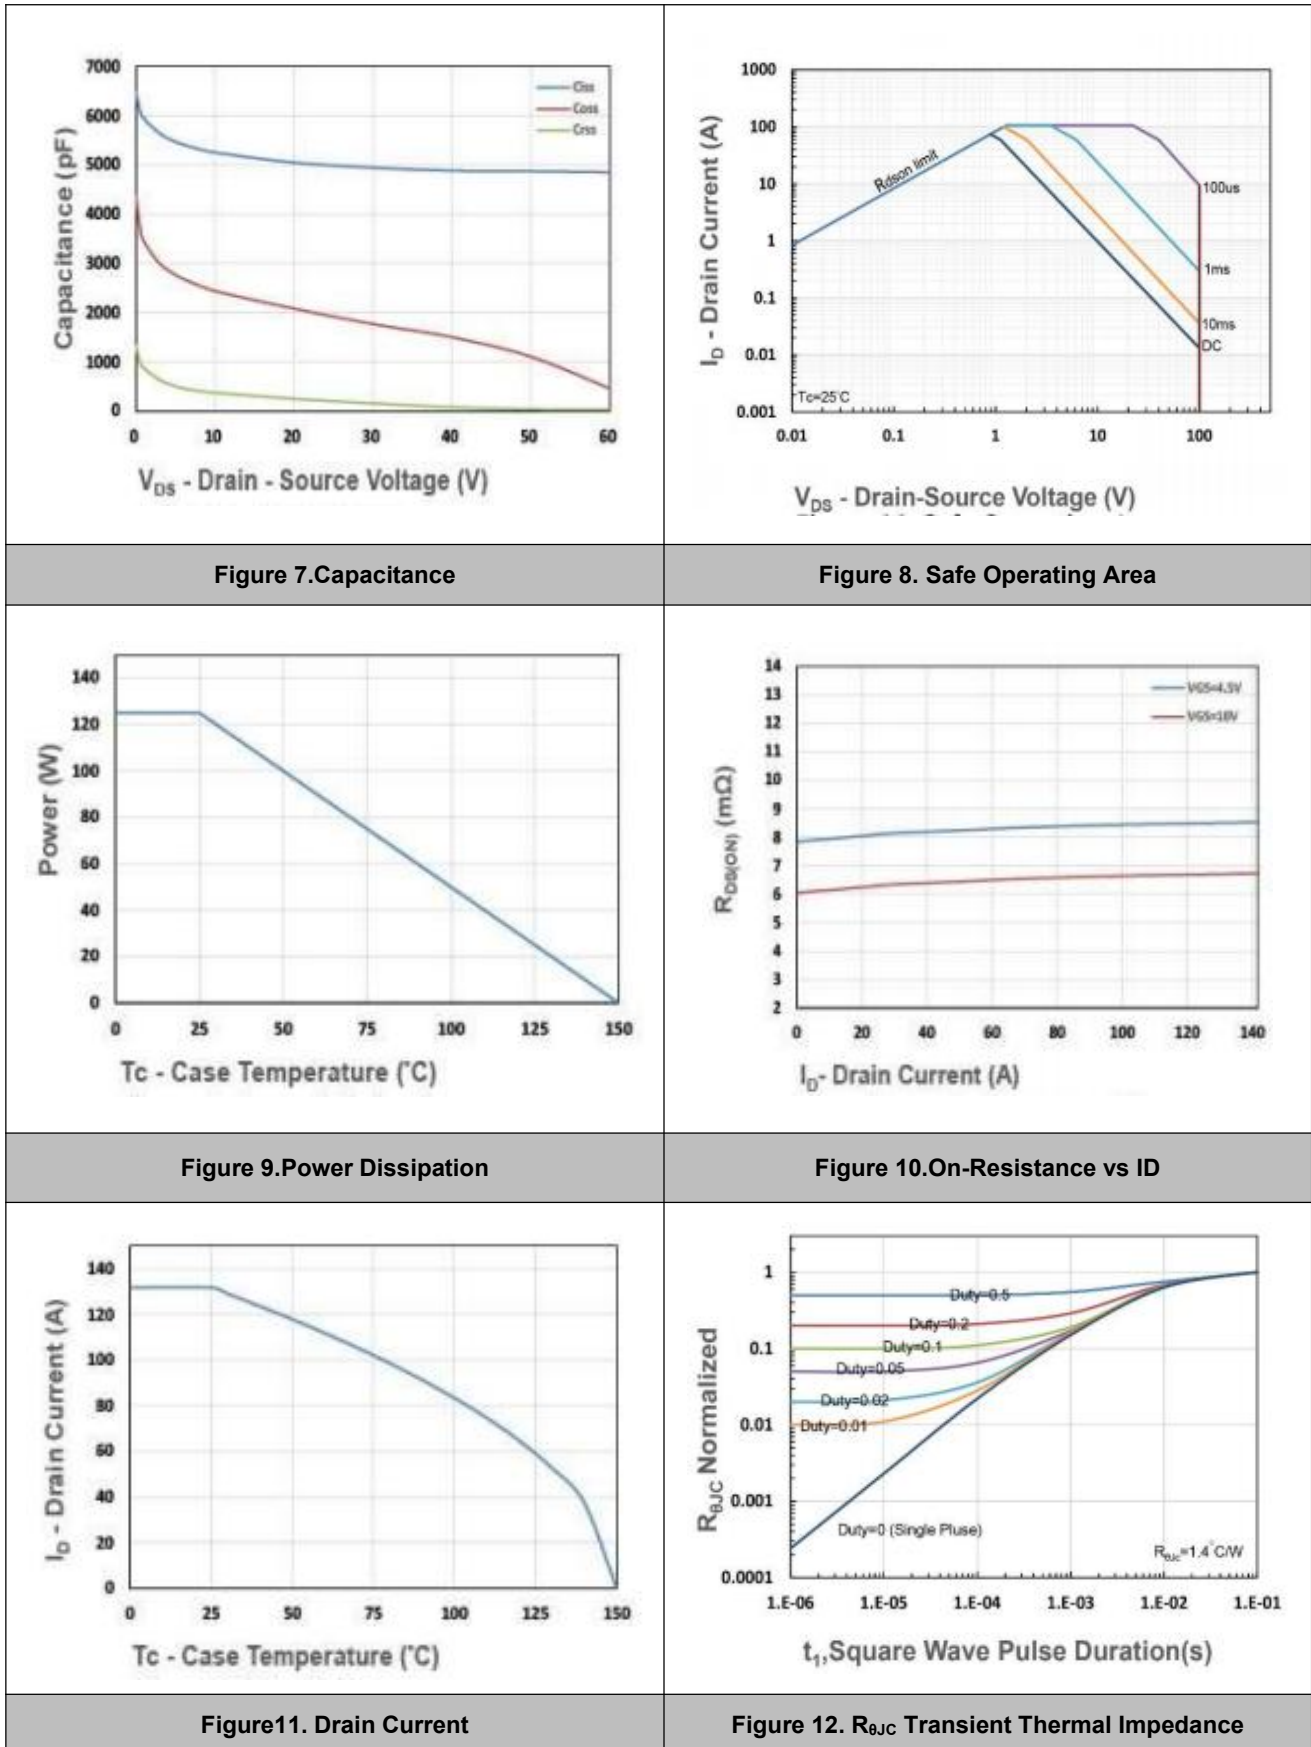 7000
6000
5000
4000
3000
2000
1000
0
0 10 20 30 40 50 60
Capacitance (pF)
Ciss
Coss
Crss
V_DS - Drain - Source Voltage (V)
Figure 7.Capacitance
1000
100
10
1
0.1
0.01
0.001
0.01 0.1 1 10 100
I_D - Drain Current (A)
Rdson limit
100us
1ms
10ms
DC
Tc=25℃
V_DS - Drain-Source Voltage (V)
Figure 8. Safe Operating Area
140
120
100
80
60
40
20
0
0 25 50 75 100 125 150
Power (W)
Tc - Case Temperature (℃)
Figure 9.Power Dissipation
14
13
12
11
10
9
8
7
6
5
4
3
2
0 20 40 60 80 100 120 140
R_DS(ON) (mΩ)
VGS=4.5V
VGS=10V
I_D- Drain Current (A)
Figure 10.On-Resistance vs ID
140
120
100
80
60
40
20
0
0 25 50 75 100 125 150
I_D - Drain Current (A)
Tc - Case Temperature (℃)
Figure11. Drain Current
1
0.1
0.01
0.001
0.0001
1.E-06 1.E-05 1.E-04 1.E-03 1.E-02 1.E-01
R_θJC Normalized
Duty=0.5
Duty=0.2
Duty=0.1
Duty=0.05
Duty=0.02
Duty=0.01
Duty=0 (Single Pluse)
R_θJc=1.4°C/W
t₁,Square Wave Pulse Duration(s)
Figure 12. R_θJC Transient Thermal Impedance